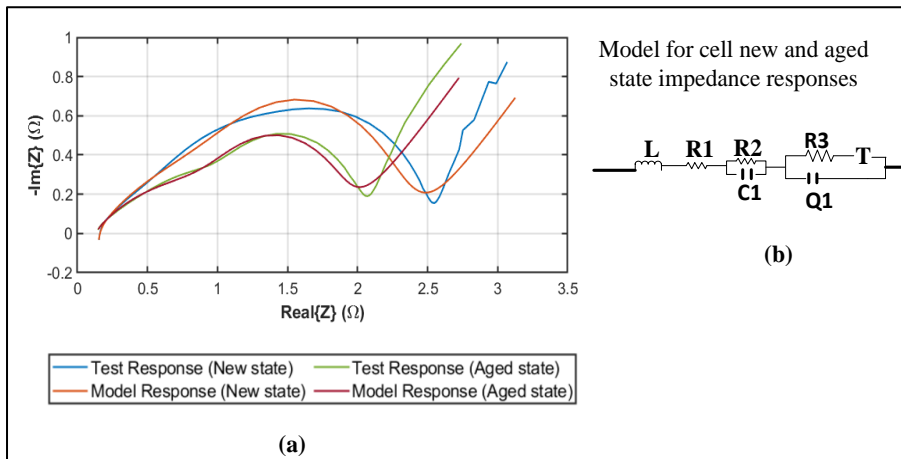 1
0.8
0.6
0.4
0.2
0
-0.2
-Im{Z} (Ω)
0 0.5 1 1.5 2 2.5 3 3.5
Real{Z} (Ω)
Test Response (New state)
Model Response (New state)
Test Response (Aged state)
Model Response (Aged state)
(a)
Model for cell new and aged
state impedance responses
L R1 R2 C1 R3 T Q1
(b)